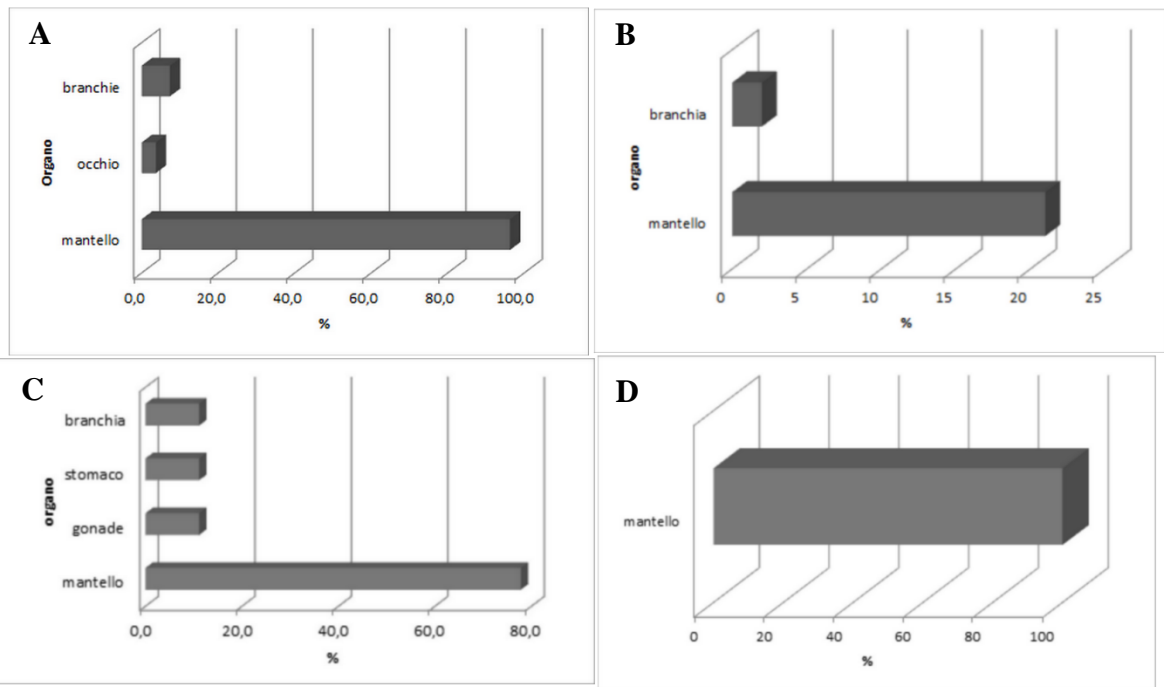 A
Organo
branchie
occhio
mantello
0,0 20,0 40,0 60,0 80,0 100,0
%
B
organo
branchia
mantello
0 5 10 15 20 25
%
C
organo
branchia
stomaco
gonade
mantello
0,0 20,0 40,0 60,0 80,0
%
D
mantello
0 20 40 60 80 100
%